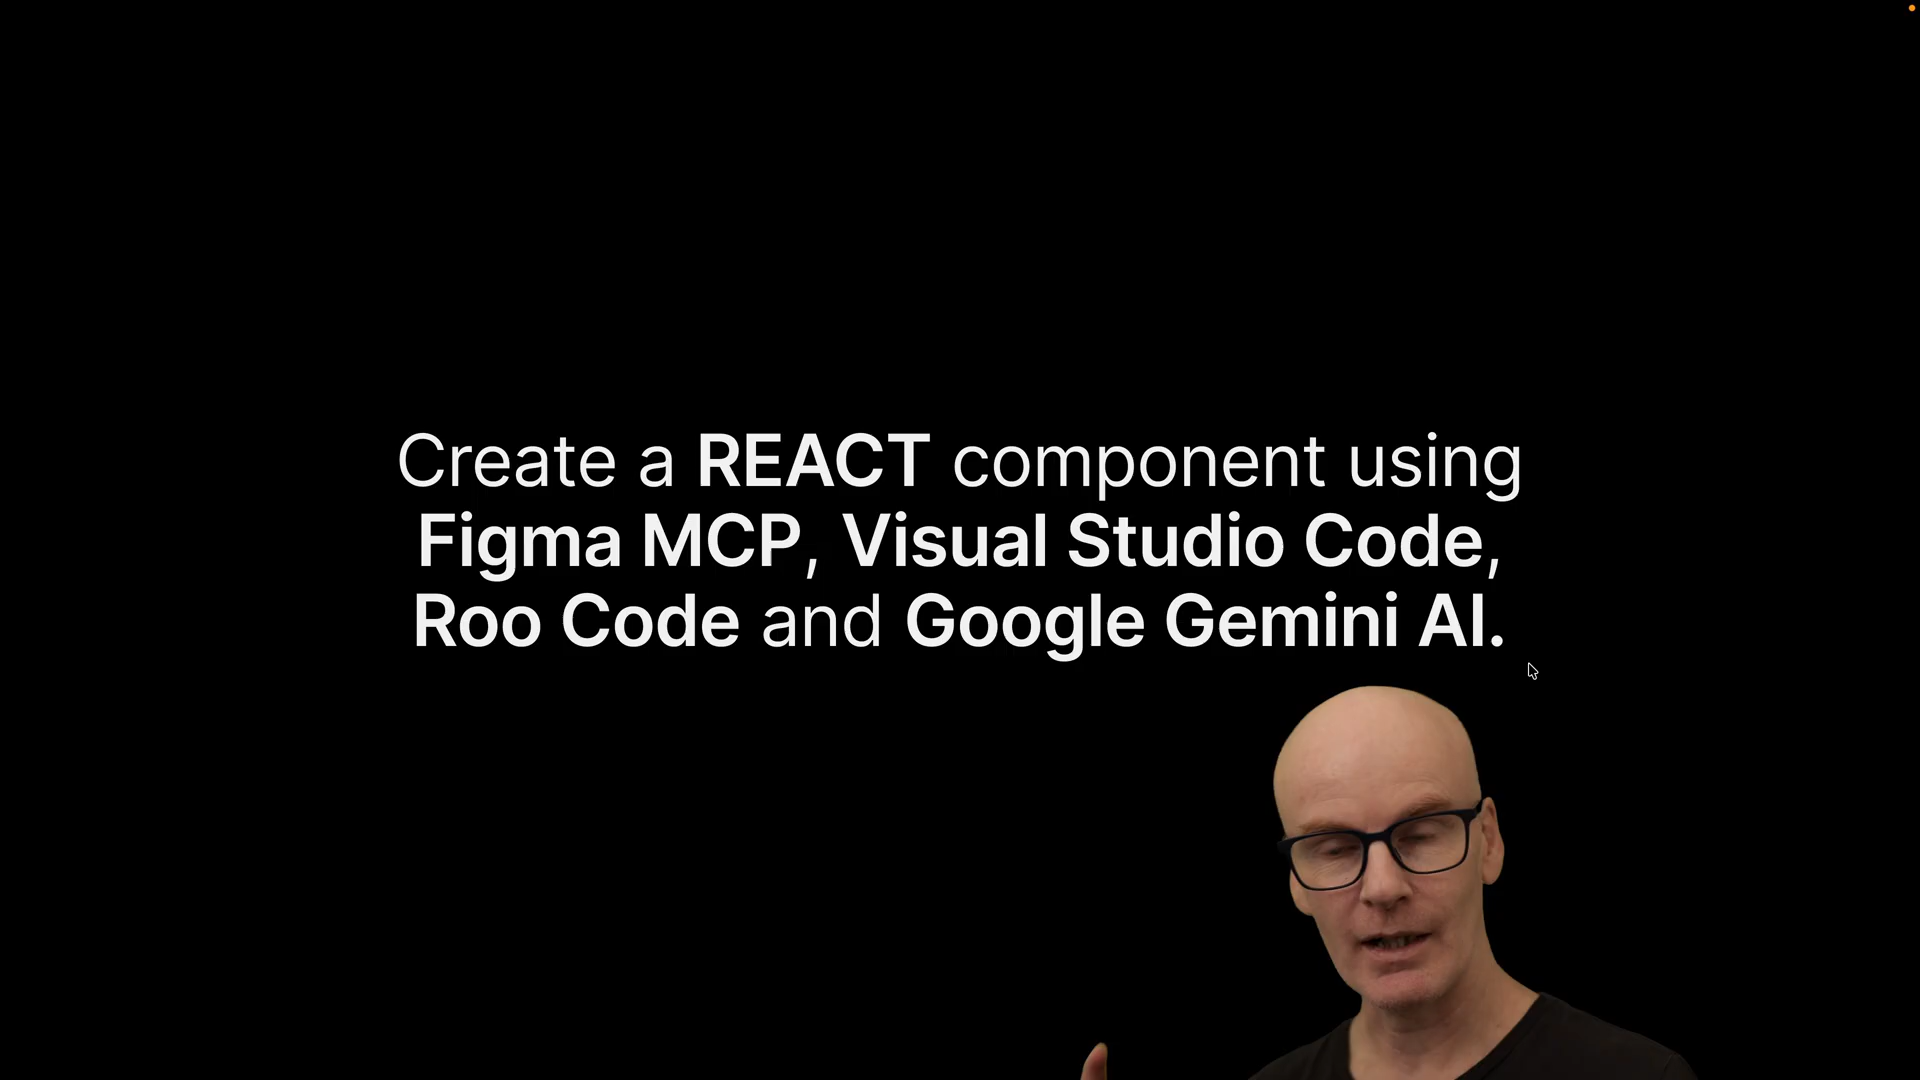 Create a REACT component using
Figma MCP, Visual Studio Code,
Roo Code and Google Gemini AI.